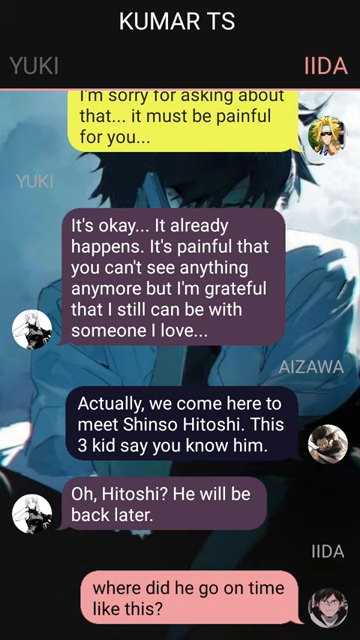 KUMAR TS
YUKI
IIDA
I'm sorry for asking about
that... it must be painful
for you...
YUKI
It's okay... It already
happens. It's painful that
you can't see anything
anymore but I'm grateful
that I still can be with
someone I love...
AIZAWA
Actually, we come here to
meet Shinso Hitoshi. This
3 kid say you know him.
Oh, Hitoshi? He will be
back later.
IIDA
where did he go on time
like this?